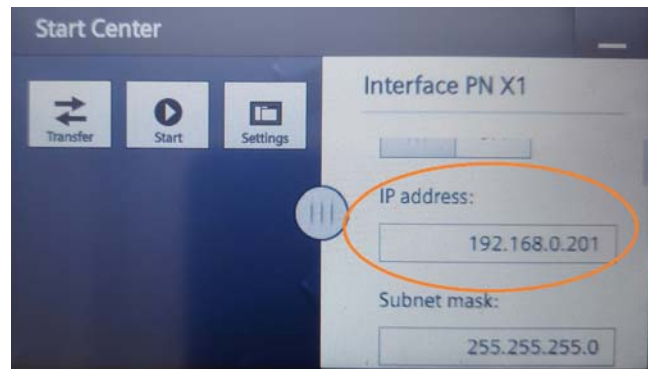 Start Center
Transfer
Start
Settings
Interface PN X1
IP address:
192.168.0.201
Subnet mask:
255.255.255.0